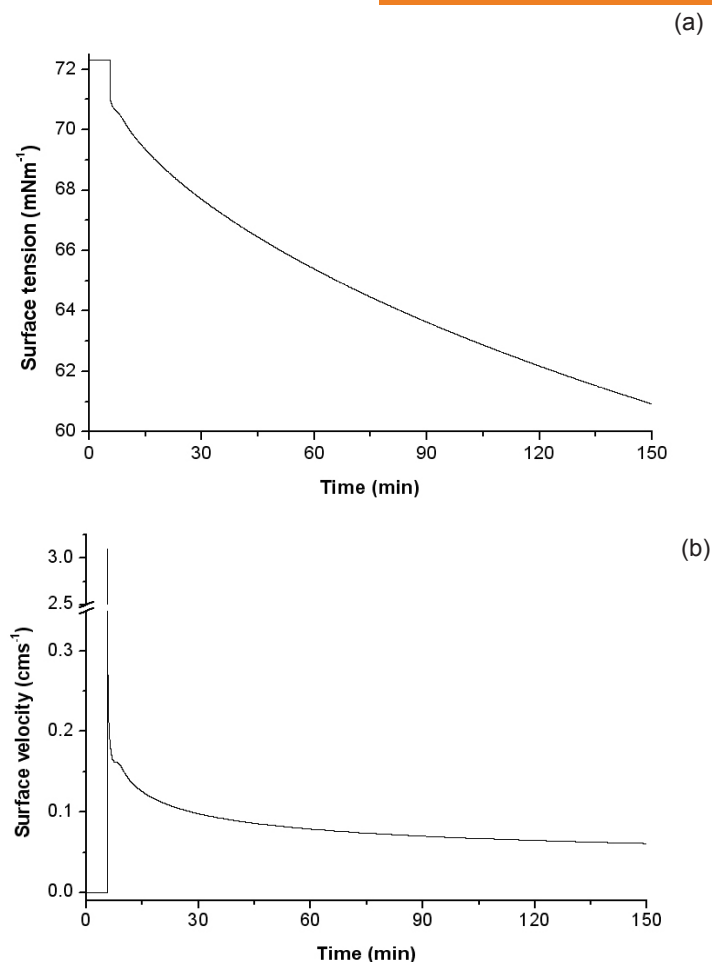 (a)
72
70
68
66
64
62
60
Surface tension (mNm⁻¹)
0 30 60 90 120 150
Time (min)
(b)
3.0
2.5
0.3
0.2
0.1
0.0
Surface velocity (cms⁻¹)
0 30 60 90 120 150
Time (min)